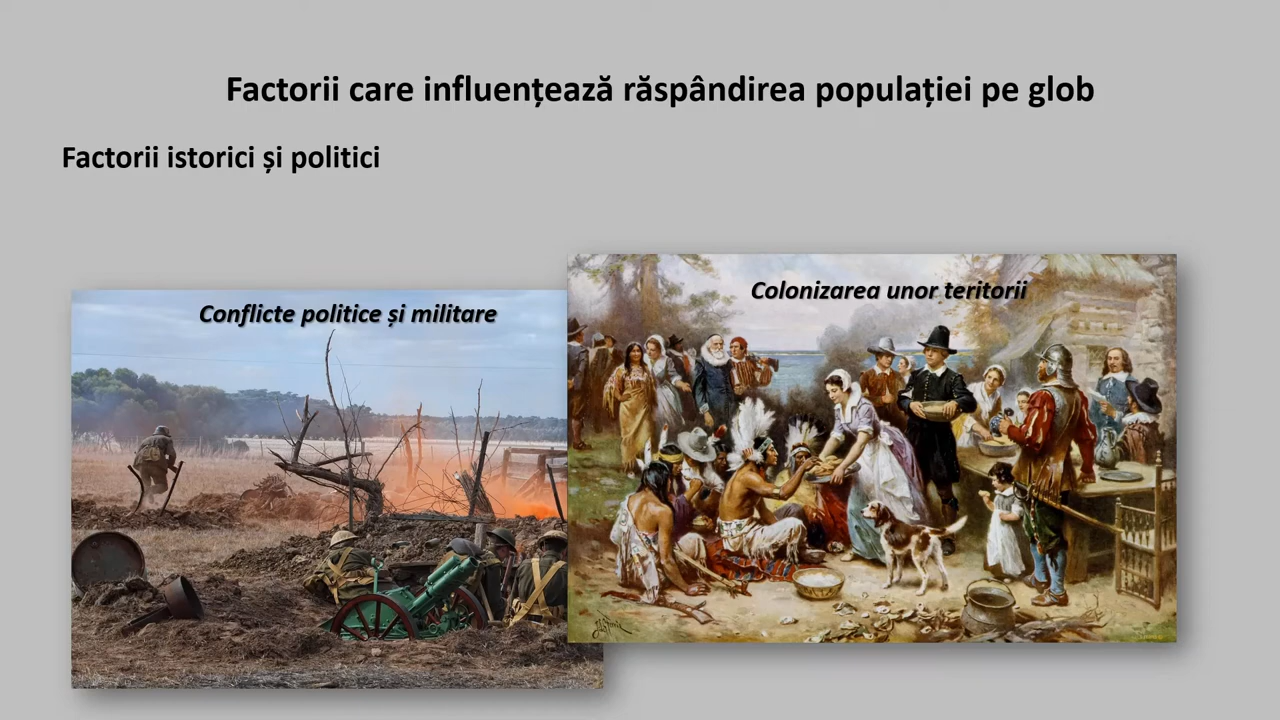 Factorii care influențează răspândirea populației pe glob
Factorii istorici și politici
Conflicte politice și militare
Colonizarea unor teritorii